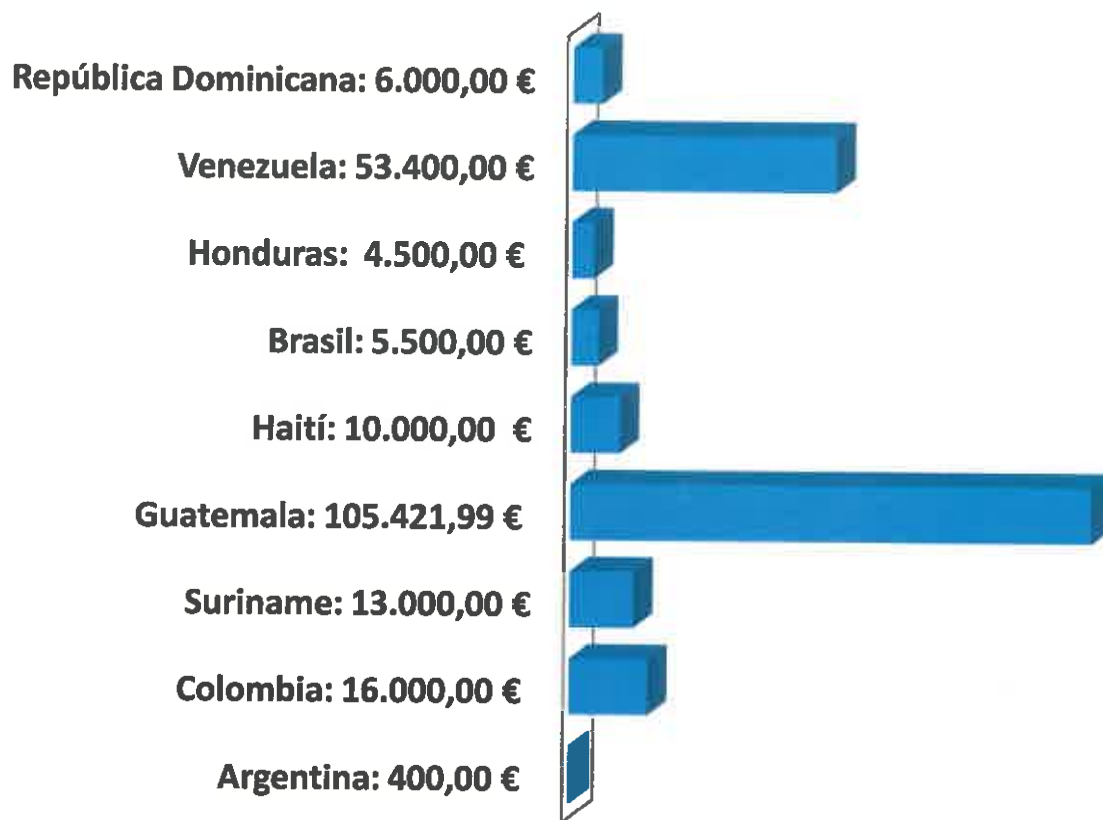 República Dominicana: 6.000,00 €
Venezuela: 53.400,00 €
Honduras: 4.500,00 €
Brasil: 5.500,00 €
Haití: 10.000,00 €
Guatemala: 105.421,99 €
Suriname: 13.000,00 €
Colombia: 16.000,00 €
Argentina: 400,00 €